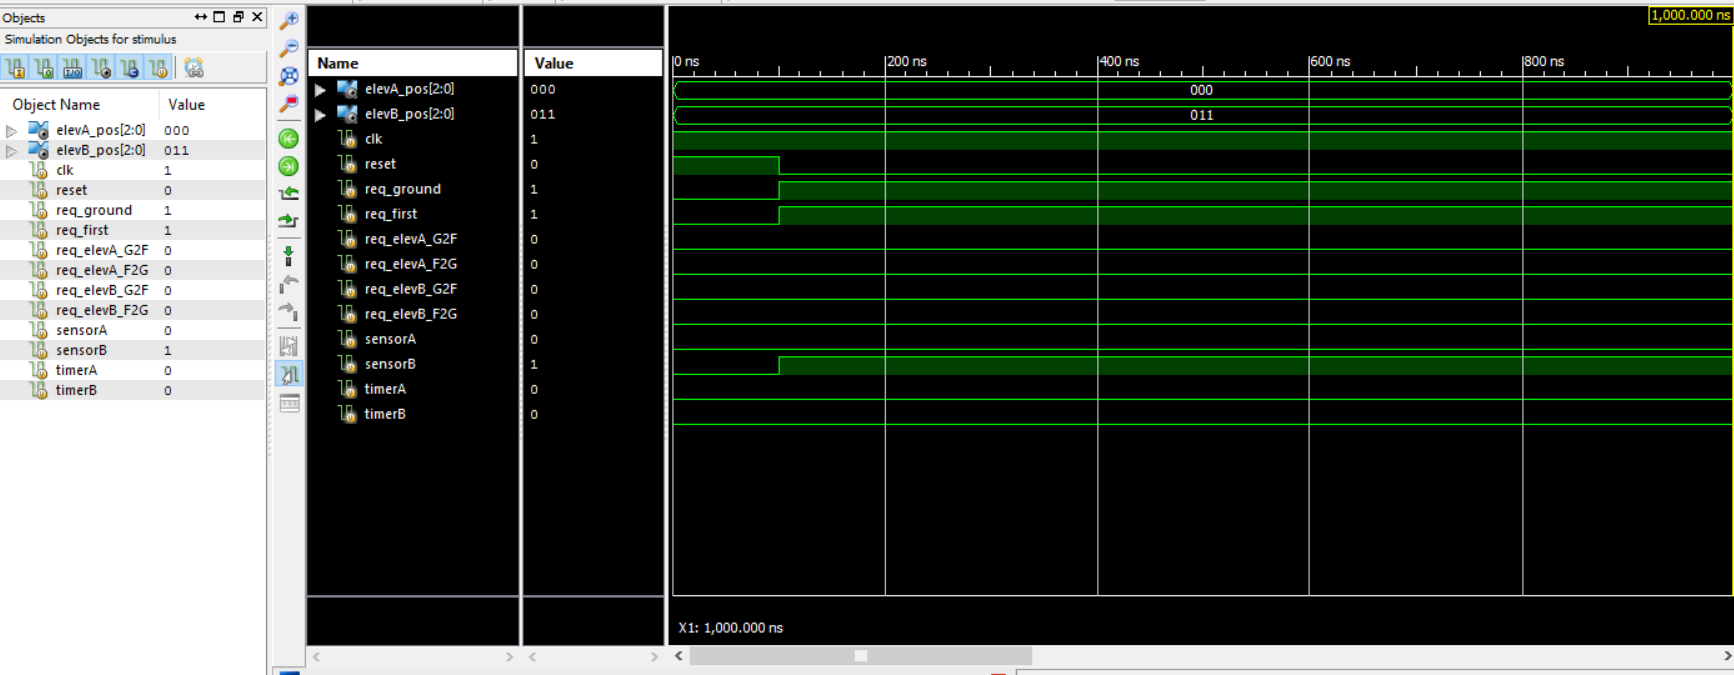 Objects
Simulation Objects for stimulus
Object Name Value
elevA_pos[2:0] 000
elevB_pos[2:0] 011
clk 1
reset 0
req_ground 1
req_first 1
req_elevA_G2F 0
req_elevA_F2G 0
req_elevB_G2F 0
req_elevB_F2G 0
sensorA 0
sensorB 1
timerA 0
timerB 0
1,000.000 ns
Name Value
0 ns 200 ns 400 ns 600 ns 800 ns
elevA_pos[2:0] 000 000
elevB_pos[2:0] 011 011
clk 1
reset 0
req_ground 1
req_first 1
req_elevA_G2F 0
req_elevA_F2G 0
req_elevB_G2F 0
req_elevB_F2G 0
sensorA 0
sensorB 1
timerA 0
timerB 0
X1: 1,000.000 ns